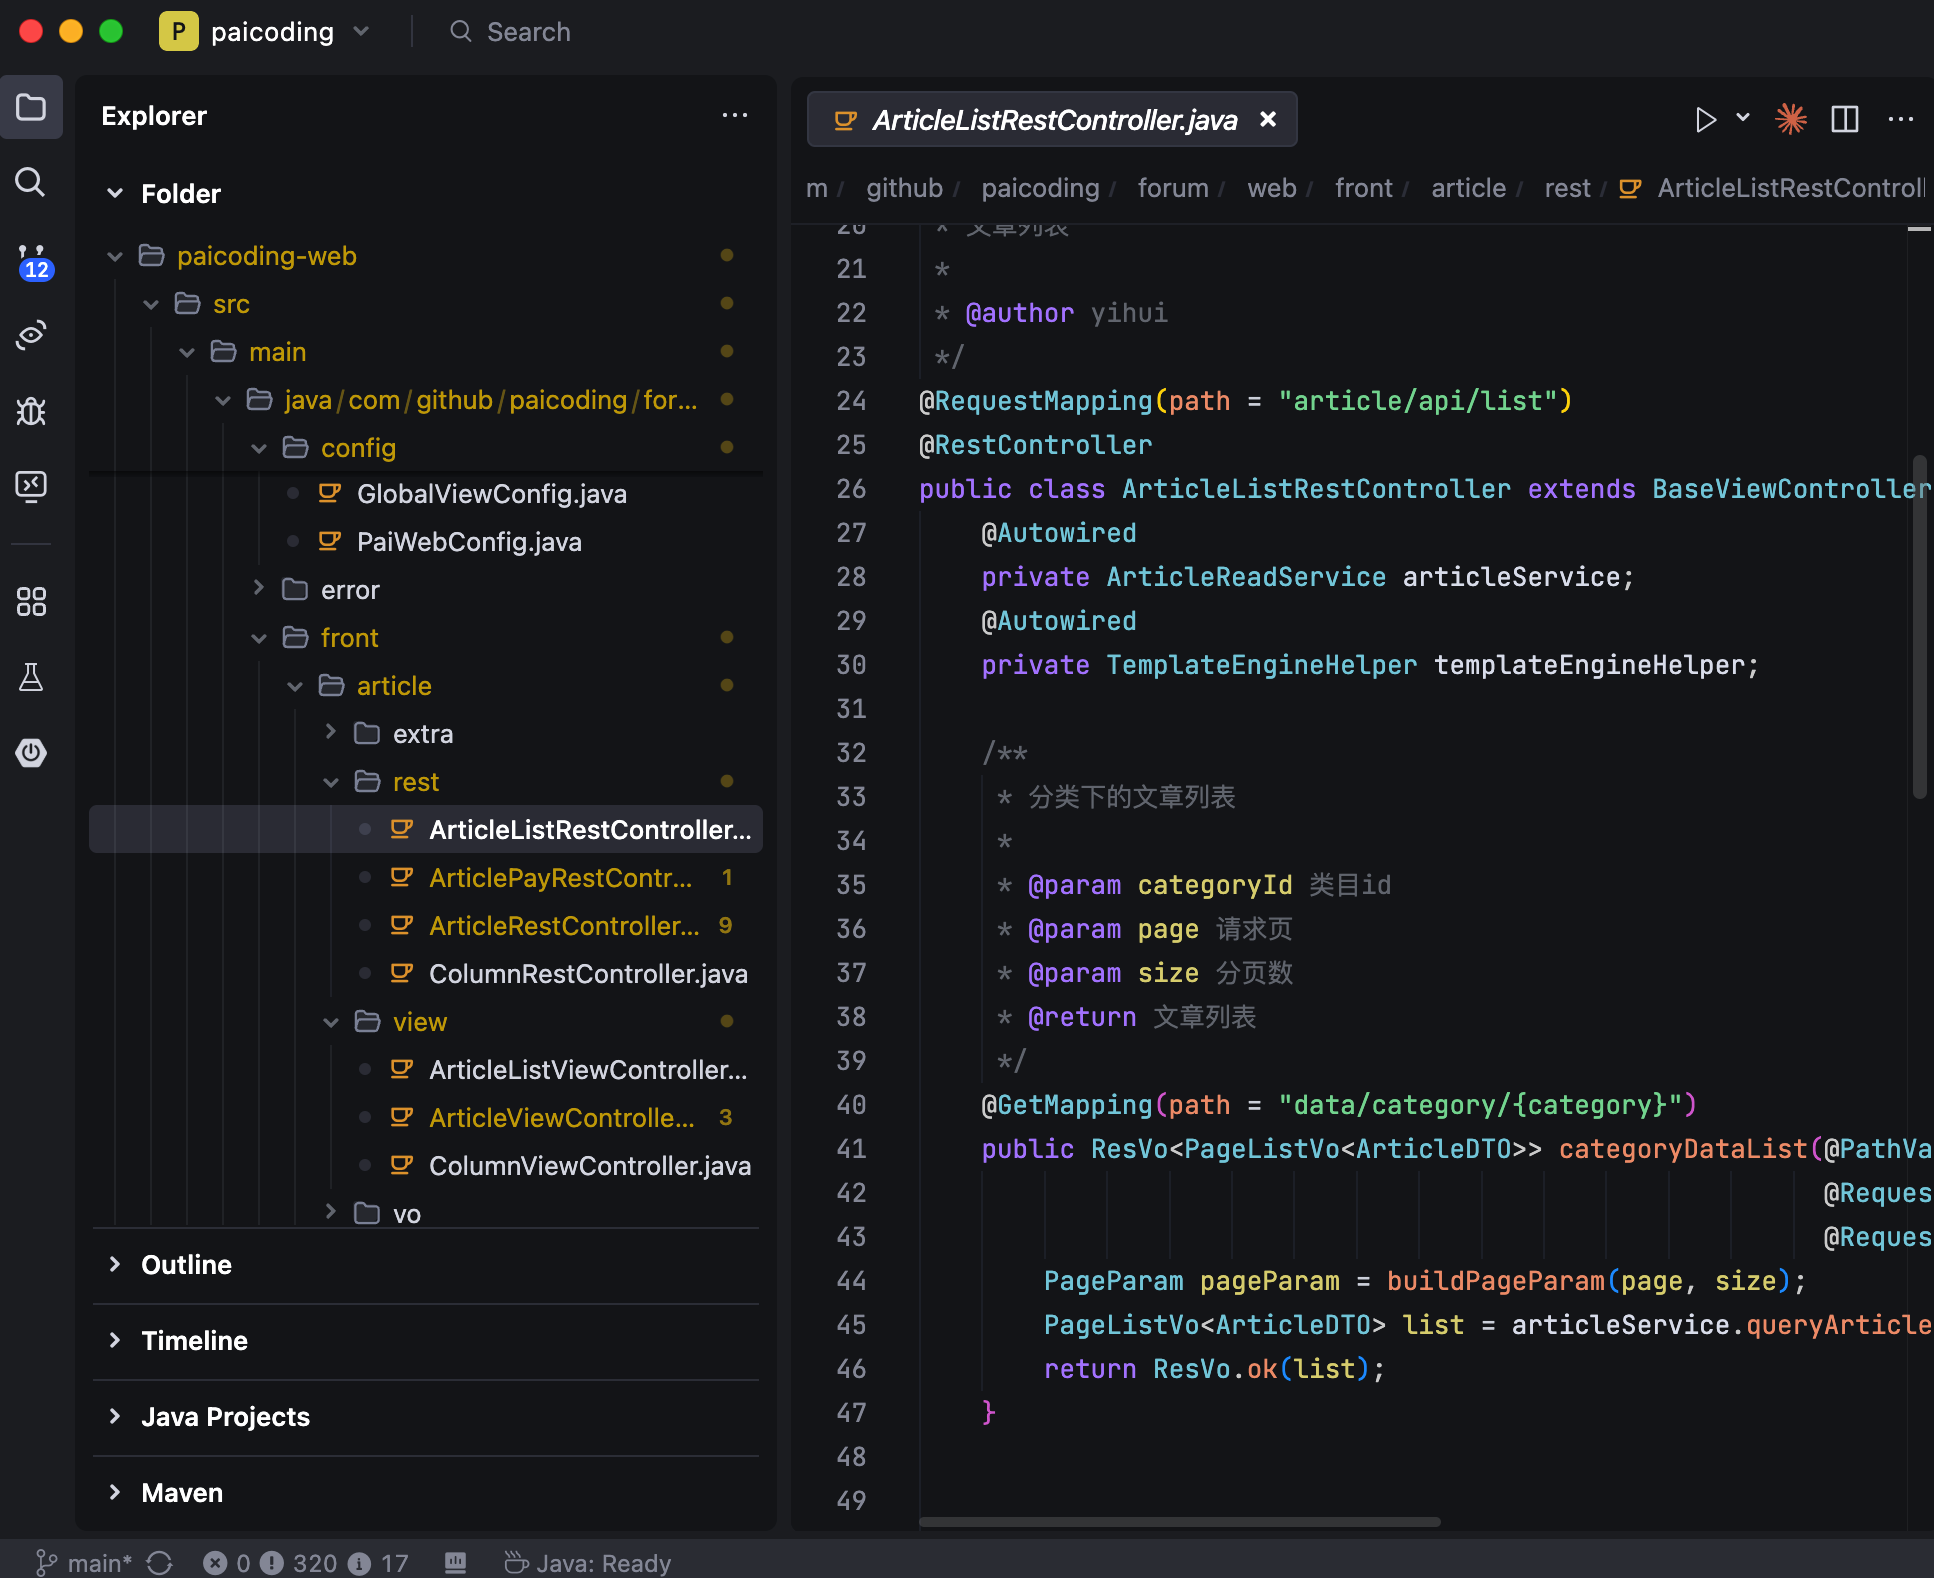 P paicoding Search
Explorer
Folder
12
paicoding-web
src
main
java/com/github/paicoding/for...
config
GlobalViewConfig.java
PaiWebConfig.java
error
front
article
extra
rest
ArticleListRestController...
ArticlePayRestContr... 1
ArticleRestController... 9
ColumnRestController.java
view
ArticleListViewController...
ArticleViewControlle... 3
ColumnViewController.java
vo
Outline
Timeline
Java Projects
Maven
ArticleListRestController.java
m / github / paicoding / forum / web / front / article / rest / ArticleListRestControll
20 * 文章列表
21 *
22 * @author yihui
23 */
24 @RequestMapping(path = "article/api/list")
25 @RestController
26 public class ArticleListRestController extends BaseViewController
27 @Autowired
28 private ArticleReadService articleService;
29 @Autowired
30 private TemplateEngineHelper templateEngineHelper;
31
32 /**
33 * 分类下的文章列表
34 *
35 * @param categoryId 类目id
36 * @param page 请求页
37 * @param size 分页数
38 * @return 文章列表
39 */
40 @GetMapping(path = "data/category/{category}")
41 public ResVo<PageListVo<ArticleDTO>> categoryDataList(@PathVa
42 @Reques
43 @Reques
44 PageParam pageParam = buildPageParam(page, size);
45 PageListVo<ArticleDTO> list = articleService.queryArticle
46 return ResVo.ok(list);
47 }
48
49
main* 0 320 17 Java: Ready